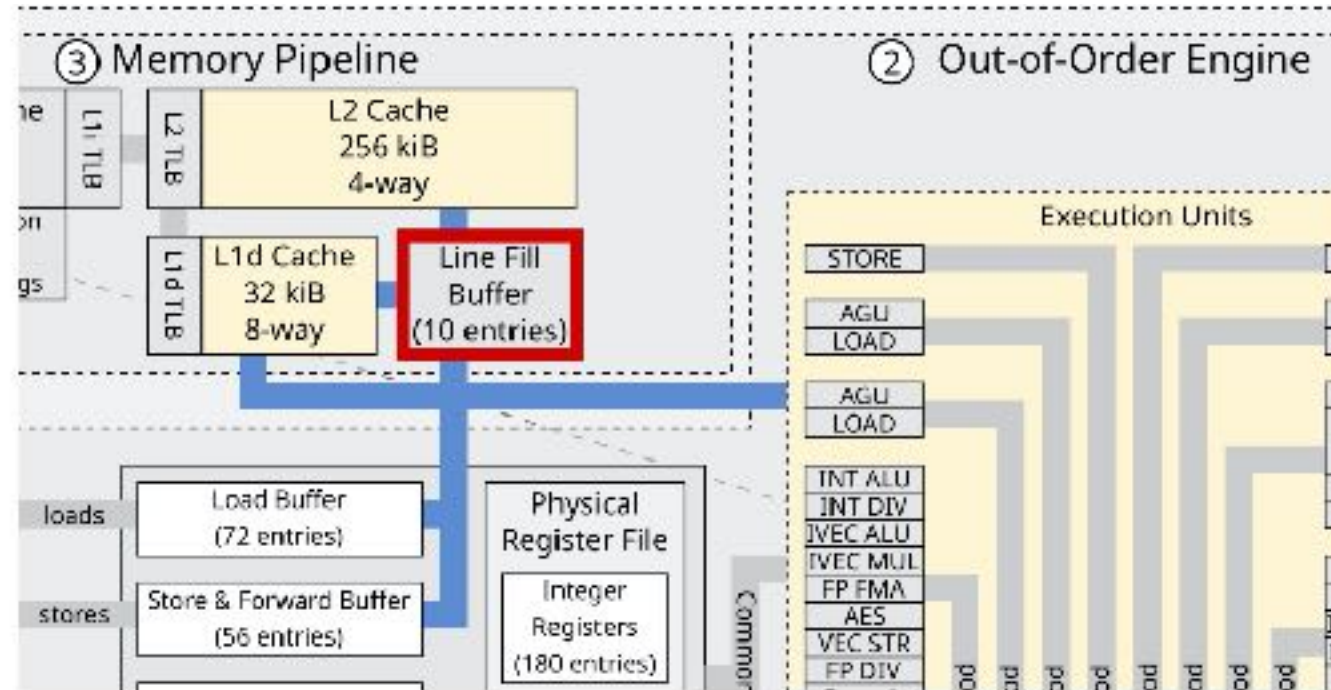 ③ Memory Pipeline
② Out-of-Order Engine
L1i TLB
L2 TLB
L2 Cache
256 kiB
4-way
L1d TLB
L1d Cache
32 kiB
8-way
Line Fill
Buffer
(10 entries)
Execution Units
STORE
AGU
LOAD
AGU
LOAD
INT ALU
INT DIV
IVEC ALU
IVEC MUL
FP FMA
AES
VEC STR
FP DIV
loads
Load Buffer
(72 entries)
stores
Store & Forward Buffer
(56 entries)
Physical
Register File
Integer
Registers
(180 entries)